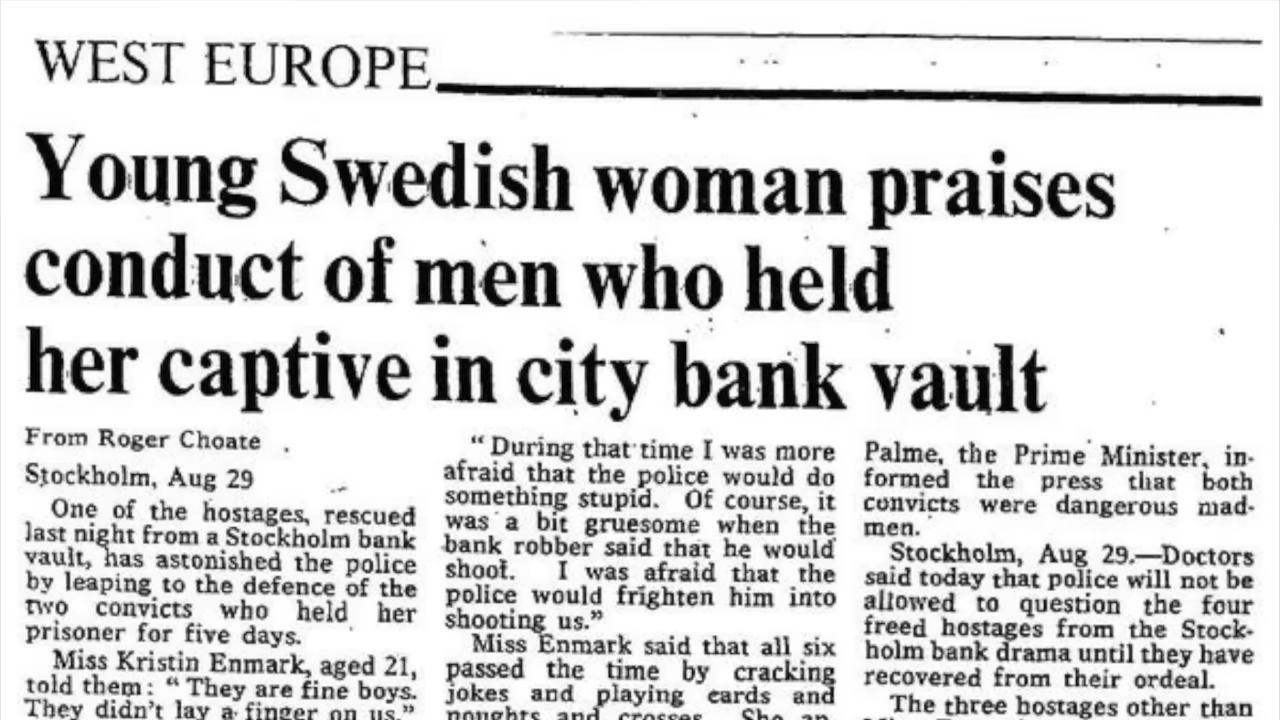 WEST EUROPE
Young Swedish woman praises
conduct of men who held
her captive in city bank vault
From Roger Choate
Stockholm, Aug 29
One of the hostages, rescued
last night from a Stockholm bank
vault, has astonished the police
by leaping to the defence of the
two convicts who held her
prisoner for five days.
Miss Kristin Enmark, aged 21,
told them: “They are fine boys.
They didn't lay a finger on us.”
“During that time I was more
afraid that the police would do
something stupid. Of course, it
was a bit gruesome when the
bank robber said that he would
shoot. I was afraid that the
police would frighten him into
shooting us.”
Miss Enmark said that all six
passed the time by cracking
jokes and playing cards and
noughts and crosses. She an-
Palme, the Prime Minister, in-
formed the press that both
convicts were dangerous mad-
men.
Stockholm, Aug 29.—Doctors
said today that police will not be
allowed to question the four
freed hostages from the Stock-
holm bank drama until they have
recovered from their ordeal.
The three hostages other than